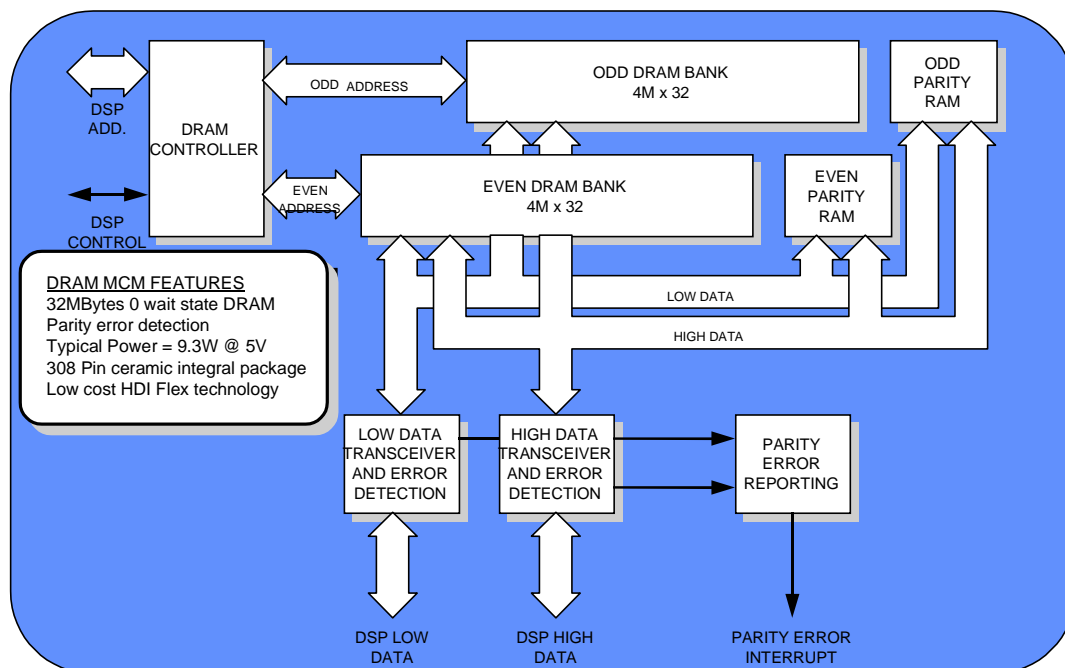 DSP
ADD.
DRAM
CONTROLLER
DSP
CONTROL
ODD ADDRESS
EVEN
ADDRESS
ODD DRAM BANK
4M x 32
ODD
PARITY
RAM
EVEN DRAM BANK
4M x 32
EVEN
PARITY
RAM
LOW DATA
HIGH DATA
DRAM MCM FEATURES
32MBytes 0 wait state DRAM
Parity error detection
Typical Power = 9.3W @ 5V
308 Pin ceramic integral package
Low cost HDI Flex technology
LOW DATA
TRANSCEIVER
AND ERROR
DETECTION
HIGH DATA
TRANSCEIVER
AND ERROR
DETECTION
PARITY
ERROR
REPORTING
DSP LOW
DATA
DSP HIGH
DATA
PARITY ERROR
INTERRUPT